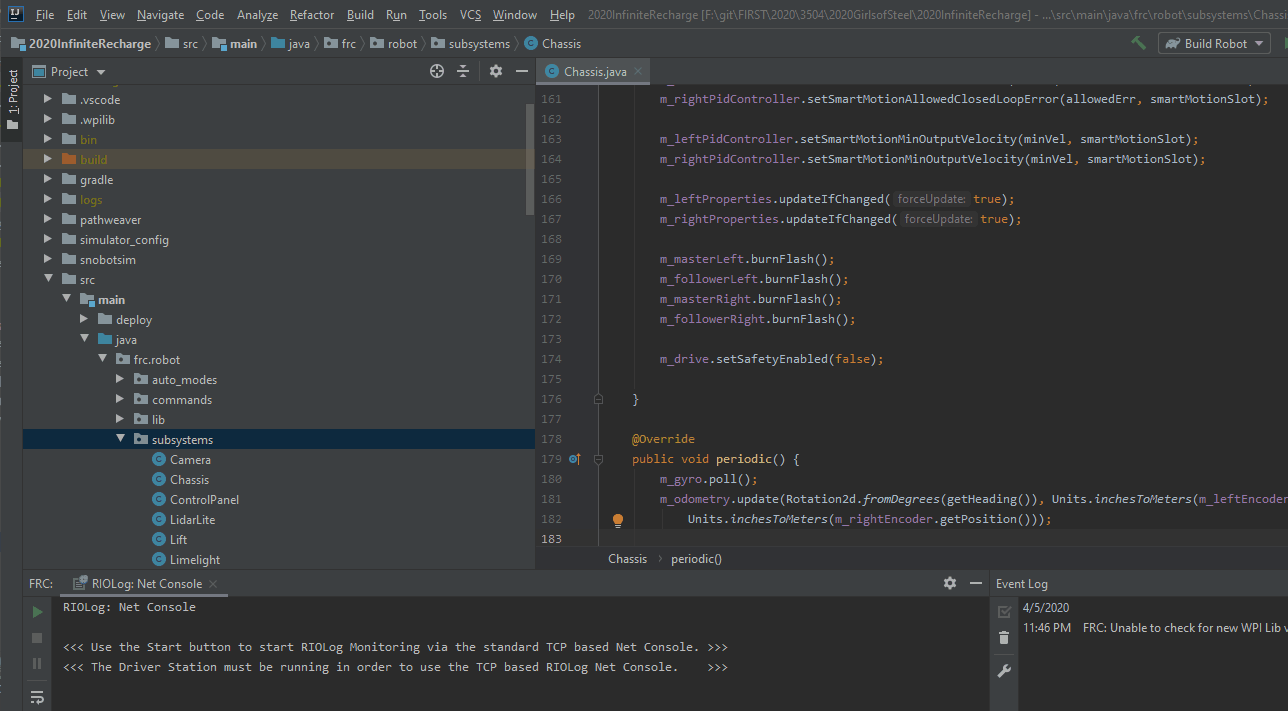 IJ File Edit View Navigate Code Analyze Refactor Build Run Tools VCS Window Help 2020InfiniteRecharge [F:\git\FIRST\2020\3504\2020GirlsofSteel\2020InfiniteRecharge] - ...\src\main\java\frc\robot\subsystems\Chassi
2020InfiniteRecharge src main java frc robot subsystems Chassis Build Robot
1: Project
Project
Chassis.java
.vscode
.wpilib
bin
build
gradle
logs
pathweaver
simulator_config
snobotsim
src
main
deploy
java
frc.robot
auto_modes
commands
lib
subsystems
Camera
Chassis
ControlPanel
LidarLite
Lift
Limelight
161 m_rightPidController.setSmartMotionAllowedClosedLoopError(allowedErr, smartMotionSlot);
162
163 m_leftPidController.setSmartMotionMinOutputVelocity(minVel, smartMotionSlot);
164 m_rightPidController.setSmartMotionMinOutputVelocity(minVel, smartMotionSlot);
165
166 m_leftProperties.updateIfChanged( forceUpdate: true);
167 m_rightProperties.updateIfChanged( forceUpdate: true);
168
169 m_masterLeft.burnFlash();
170 m_followerLeft.burnFlash();
171 m_masterRight.burnFlash();
172 m_followerRight.burnFlash();
173
174 m_drive.setSafetyEnabled(false);
175
176 }
177
178 @Override
179 public void periodic() {
180 m_gyro.poll();
181 m_odometry.update(Rotation2d.fromDegrees(getHeading()), Units.inchesToMeters(m_leftEncoder
182 Units.inchesToMeters(m_rightEncoder.getPosition()));
183
Chassis periodic()
FRC: RIOLog: Net Console
RIOLog: Net Console
<<< Use the Start button to start RIOLog Monitoring via the standard TCP based Net Console. >>>
<<< The Driver Station must be running in order to use the TCP based RIOLog Net Console. >>>
Event Log
4/5/2020
11:46 PM FRC: Unable to check for new WPI Lib v